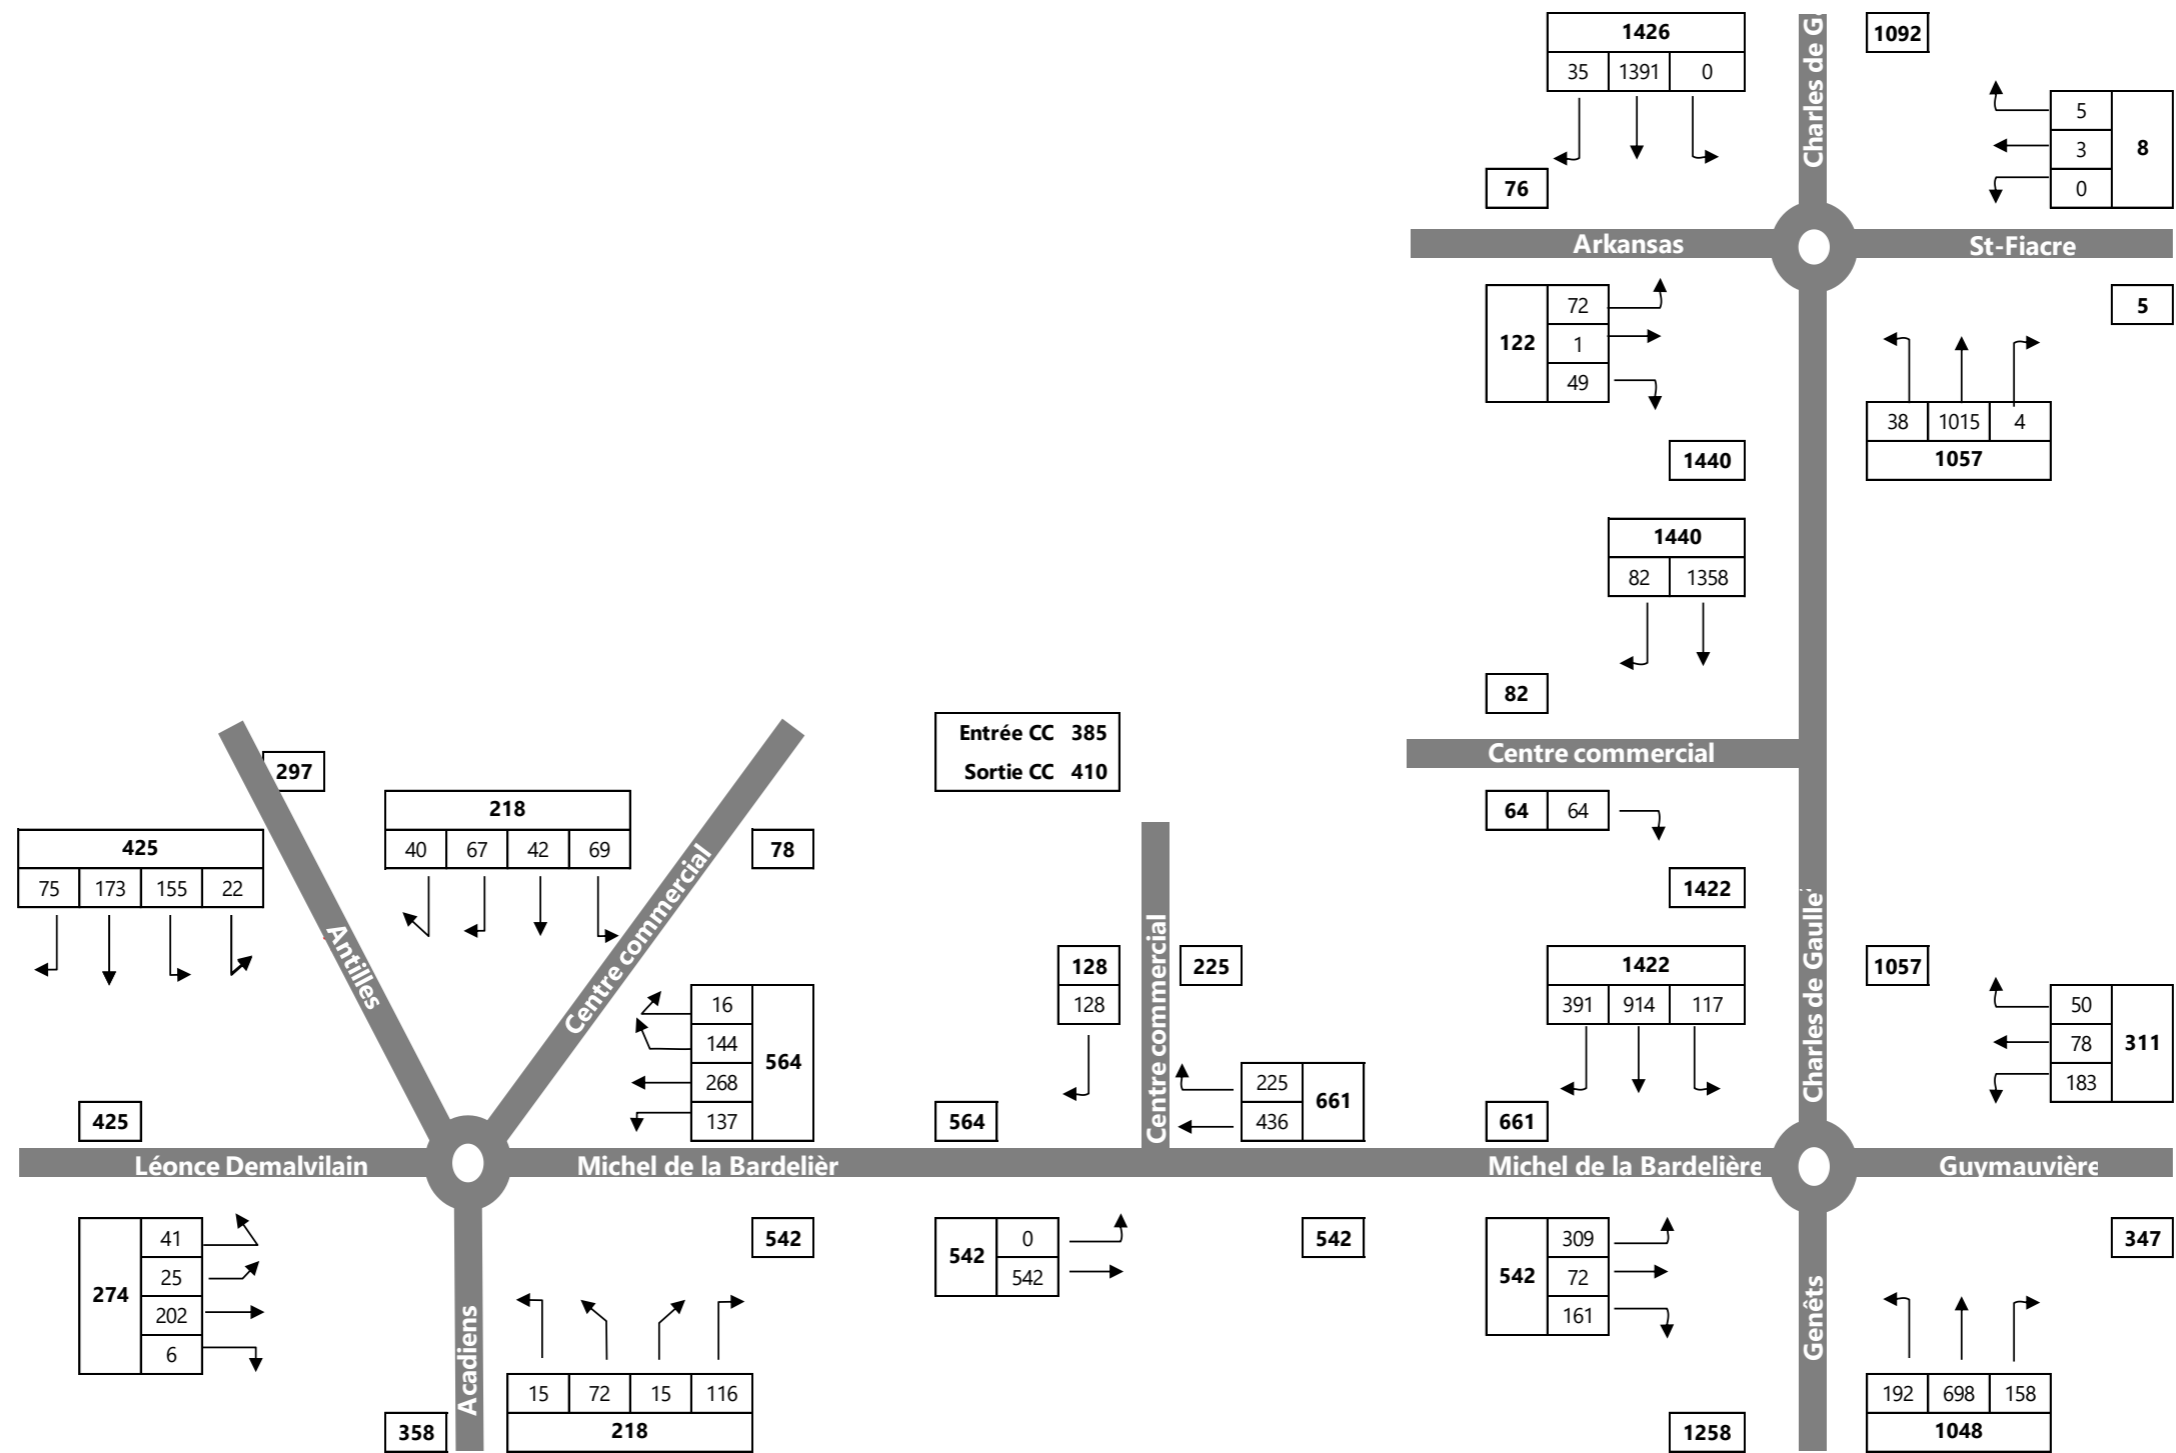 1426
35 1391 0
1092
Charles de G
5
3
0
8
76
Arkansas
St-Fiacre
5
122
72
1
49
38 1015 4
1057
1440
1440
82 1358
82
Entrée CC 385
Sortie CC 410
Centre commercial
64 64
1422
297
425
75 173 155 22
218
40 67 42 69
78
Antilles
Centre commercial
16
144
268
137
564
128
128
225
Centre commercial
225
436
661
1422
391 914 117
Charles de Gaulle
1057
50
78
183
311
425
564
661
Léonce Demalvilain
Michel de la Bardelièr
Michel de la Bardelière
Guymauvière
274
41
25
202
6
542
542
0
542
542
542
309
72
161
347
Acadiens
15 72 15 116
218
358
Genêts
192 698 158
1048
1258